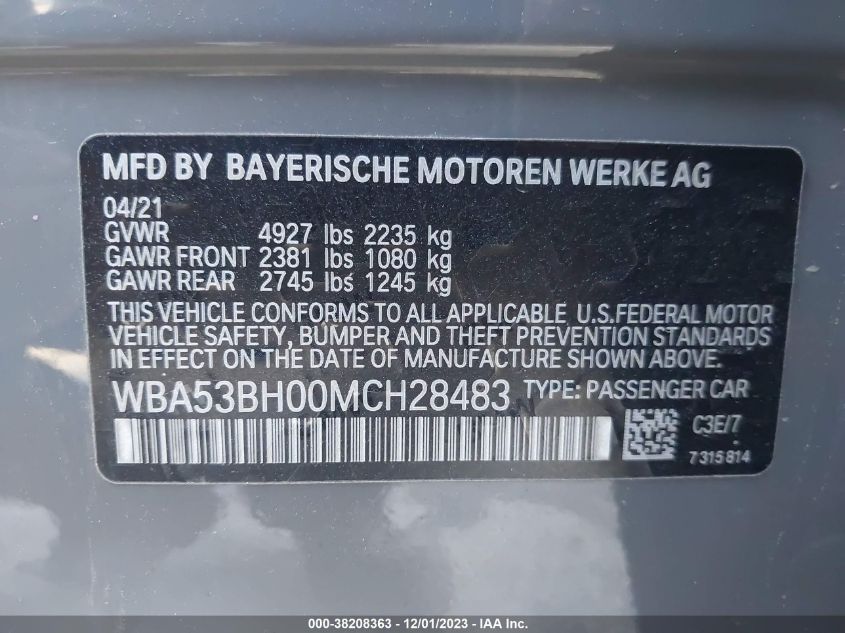 MFD BY BAYERISCHE MOTOREN WERKE AG
04/21
GVWR 4927 lbs 2235 kg
GAWR FRONT 2381 lbs 1080 kg
GAWR REAR 2745 lbs 1245 kg
THIS VEHICLE CONFORMS TO ALL APPLICABLE U.S.FEDERAL MOTOR
VEHICLE SAFETY, BUMPER AND THEFT PREVENTION STANDARDS
IN EFFECT ON THE DATE OF MANUFACTURE SHOWN ABOVE.
WBA53BH00MCH28483 TYPE: PASSENGER CAR
C3E/7
7315814
000-38208363 - 12/01/2023 - IAA Inc.